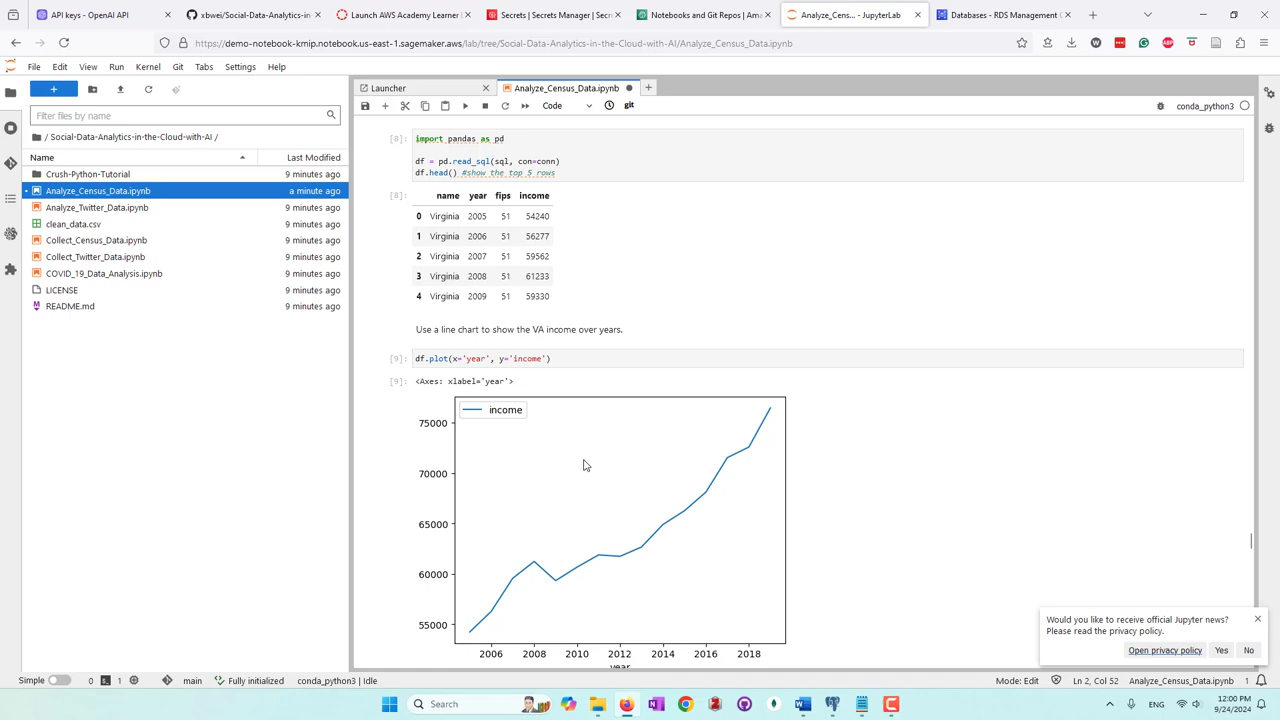 API keys - OpenAI API
xbwei/Social-Data-Analytics-in-
Launch AWS Academy Learner
Secrets | Secrets Manager | Sec
Notebooks and Git Repos | Am
Analyze_Cens... - JupyterLab
Databases - RDS Management
https://demo-notebook-kmip.notebook.us-east-1.sagemaker.aws/lab/tree/Social-Data-Analytics-in-the-Cloud-with-AI/Analyze_Census_Data.ipynb
File Edit View Run Kernel Git Tabs Settings Help
Filter files by name
/ Social-Data-Analytics-in-the-Cloud-with-AI /
Name Last Modified
Crush-Python-Tutorial 9 minutes ago
Analyze_Census_Data.ipynb a minute ago
Analyze_Twitter_Data.ipynb 9 minutes ago
clean_data.csv 9 minutes ago
Collect_Census_Data.ipynb 9 minutes ago
Collect_Twitter_Data.ipynb 9 minutes ago
COVID_19_Data_Analysis.ipynb 9 minutes ago
LICENSE 9 minutes ago
README.md 9 minutes ago
Launcher
Analyze_Census_Data.ipynb
Code git conda_python3
[8]: import pandas as pd
df = pd.read_sql(sql, con=conn)
df.head() #show the top 5 rows
[8]: name year fips income
0 Virginia 2005 51 54240
1 Virginia 2006 51 56277
2 Virginia 2007 51 59562
3 Virginia 2008 51 61233
4 Virginia 2009 51 59330
Use a line chart to show the VA income over years.
[9]: df.plot(x='year', y='income')
[9]: <Axes: xlabel='year'>
income
75000
70000
65000
60000
55000
2006 2008 2010 2012 2014 2016 2018
year
Would you like to receive official Jupyter news?
Please read the privacy policy.
Open privacy policy Yes No
Simple 0 1 main Fully initialized conda_python3 | Idle Mode: Edit Ln 2, Col 52 Analyze_Census_Data.ipynb 1
Search
ENG
12:00 PM
9/24/2024